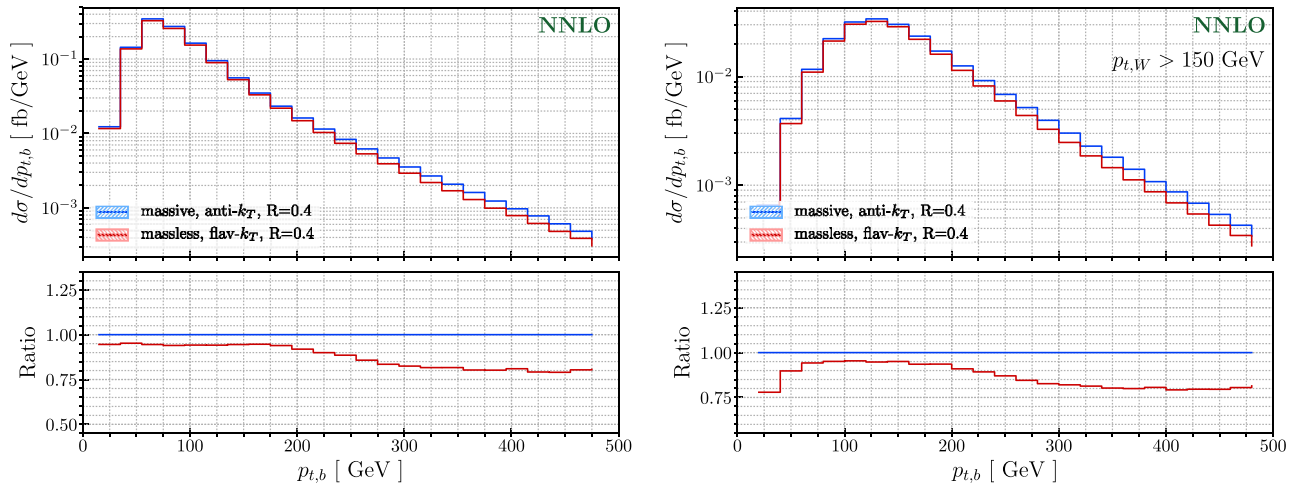 NNLO
dσ/dp_{t,b} [ fb/GeV]
10^{-1}
10^{-2}
10^{-3}
massive, anti-k_T, R=0.4
massless, flav-k_T, R=0.4
Ratio
1.25
1.00
0.75
0.50
0 100 200 300 400 500
p_{t,b} [ GeV ]
NNLO
p_{t,W} > 150 GeV
dσ/dp_{t,b} [ fb/GeV]
10^{-2}
10^{-3}
massive, anti-k_T, R=0.4
massless, flav-k_T, R=0.4
Ratio
1.25
1.00
0.75
0 100 200 300 400 500
p_{t,b} [ GeV ]